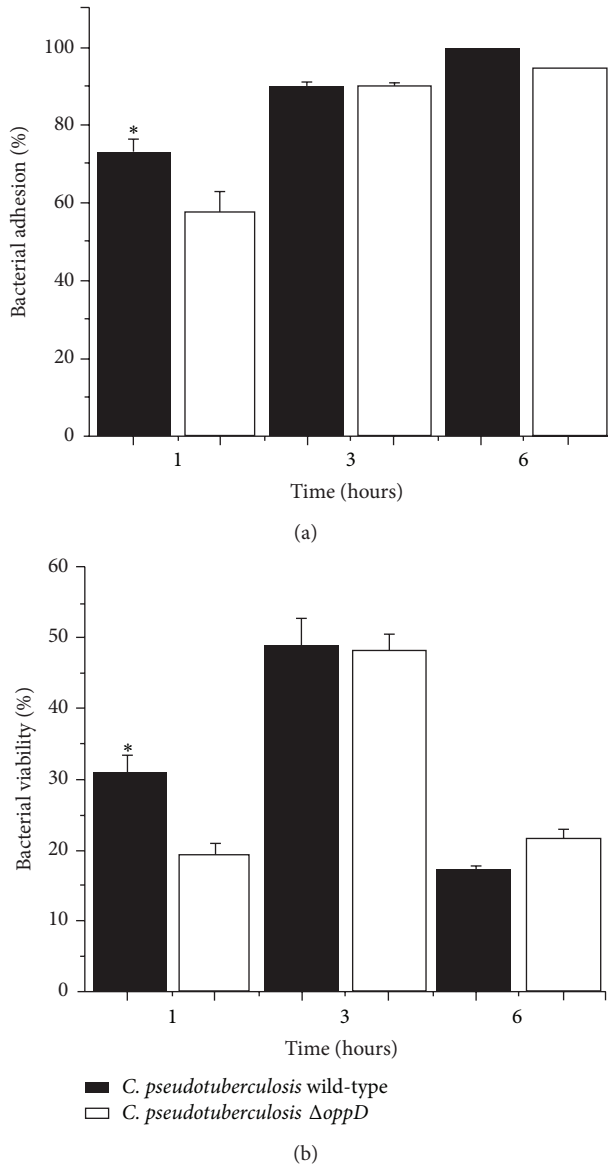 100
80
60
40
20
0
Bacterial adhesion (%)
*
1 3 6
Time (hours)
(a)
60
50
40
30
20
10
0
Bacterial viability (%)
*
1 3 6
Time (hours)
C. pseudotuberculosis wild-type
C. pseudotuberculosis ΔoppD
(b)